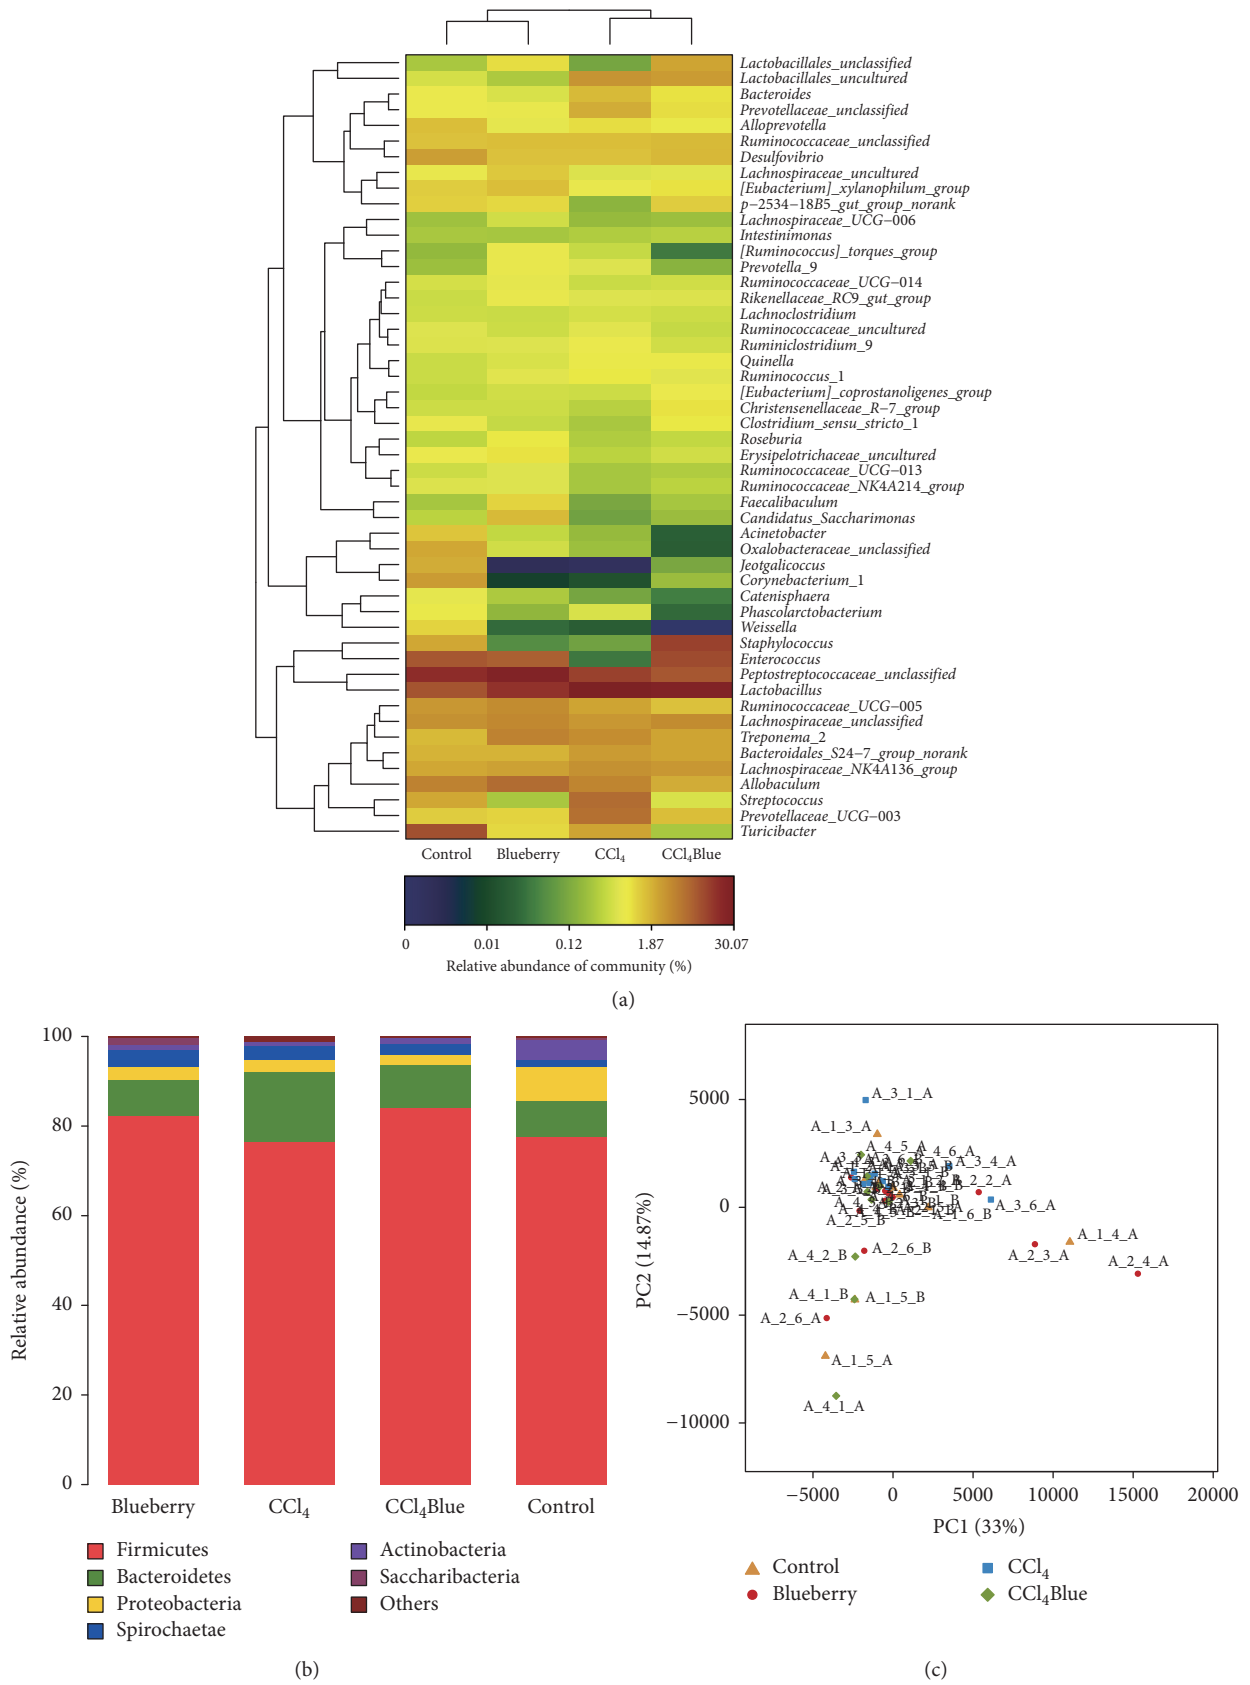 Lactobacillales_unclassified
Lactobacillales_uncultured
Bacteroides
Prevotellaceae_unclassified
Alloprevotella
Ruminococcaceae_unclassified
Desulfovibrio
Lachnospiraceae_uncultured
[Eubacterium]_xylanophilum_group
p−2534−18B5_gut_group_norank
Lachnospiraceae_UCG−006
Intestinimonas
[Ruminococcus]_torques_group
Prevotella_9
Ruminococcaceae_UCG−014
Rikenellaceae_RC9_gut_group
Lachnoclostridium
Ruminococcaceae_uncultured
Ruminiclostridium_9
Quinella
Ruminococcus_1
[Eubacterium]_coprostanoligenes_group
Christensenellaceae_R−7_group
Clostridium_sensu_stricto_1
Roseburia
Erysipelotrichaceae_uncultured
Ruminococcaceae_UCG−013
Ruminococcaceae_NK4A214_group
Faecalibaculum
Candidatus_Saccharimonas
Acinetobacter
Oxalobacteraceae_unclassified
Jeotgalicoccus
Corynebacterium_1
Catenisphaera
Phascolarctobacterium
Weissella
Staphylococcus
Enterococcus
Peptostreptococcaceae_unclassified
Lactobacillus
Ruminococcaceae_UCG−005
Lachnospiraceae_unclassified
Treponema_2
Bacteroidales_S24−7_group_norank
Lachnospiraceae_NK4A136_group
Allobaculum
Streptococcus
Prevotellaceae_UCG−003
Turicibacter
Control Blueberry CCl4 CCl4Blue
0 0.01 0.12 1.87 30.07
Relative abundance of community (%)
(a)
Relative abundance (%)
100
80
60
40
20
0
Blueberry CCl4 CCl4Blue Control
Firmicutes
Bacteroidetes
Proteobacteria
Spirochaetae
Actinobacteria
Saccharibacteria
Others
(b)
PC2 (14.87%)
5000
0
−5000
−10000
A_3_1_A
A_1_3_A
A_4_5_A
A_4_6_A
A_3_4_A
A_2_2_A
A_3_6_A
A_1_6_B
A_2_5_B
A_1_4_A
A_2_3_A
A_2_4_A
A_4_2_B
A_2_6_B
A_4_1_B
A_1_5_B
A_2_6_A
A_1_5_A
A_4_1_A
−5000 0 5000 10000 15000 20000
PC1 (33%)
Control
Blueberry
CCl4
CCl4Blue
(c)